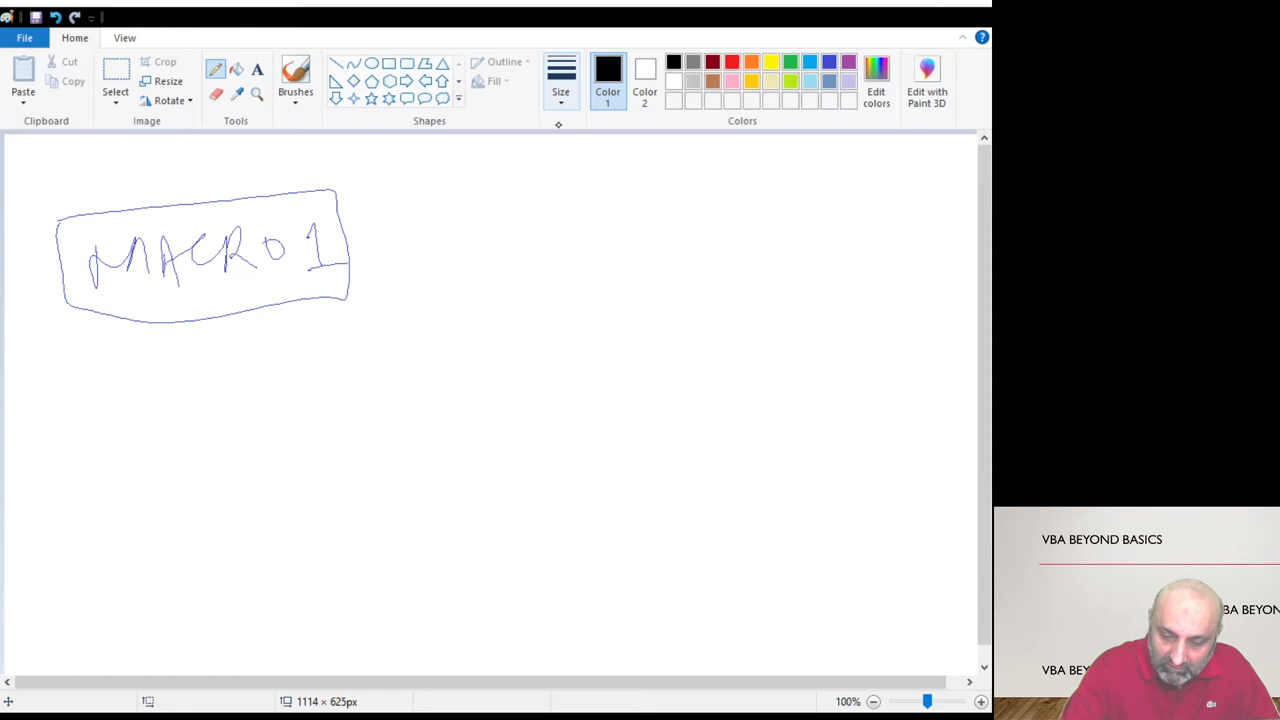 File
Home
View
Paste
Cut
Copy
Clipboard
Select
Crop
Resize
Rotate
Image
Tools
Brushes
Shapes
Outline
Fill
Size
Color 1
Color 2
Edit colors
Edit with Paint 3D
Colors
MACRO 1
1114 × 625px
100%
VBA BEYOND BASICS
VBA BEYON
VBA BEY